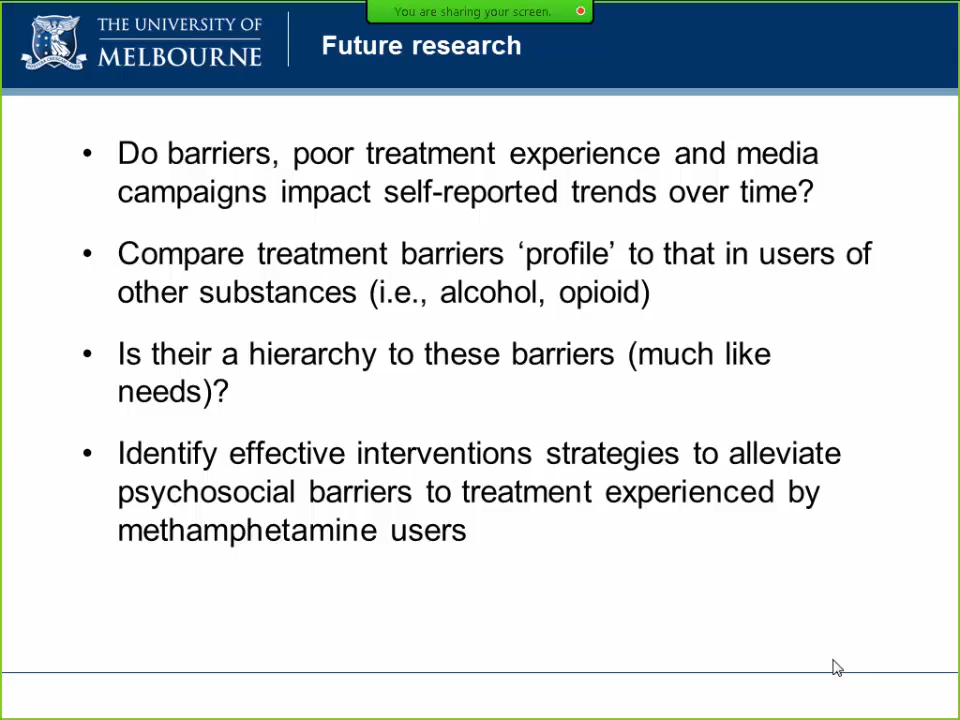 You are sharing your screen.
THE UNIVERSITY OF
MELBOURNE
Future research
• Do barriers, poor treatment experience and media
campaigns impact self-reported trends over time?
• Compare treatment barriers ‘profile’ to that in users of
other substances (i.e., alcohol, opioid)
• Is their a hierarchy to these barriers (much like
needs)?
• Identify effective interventions strategies to alleviate
psychosocial barriers to treatment experienced by
methamphetamine users